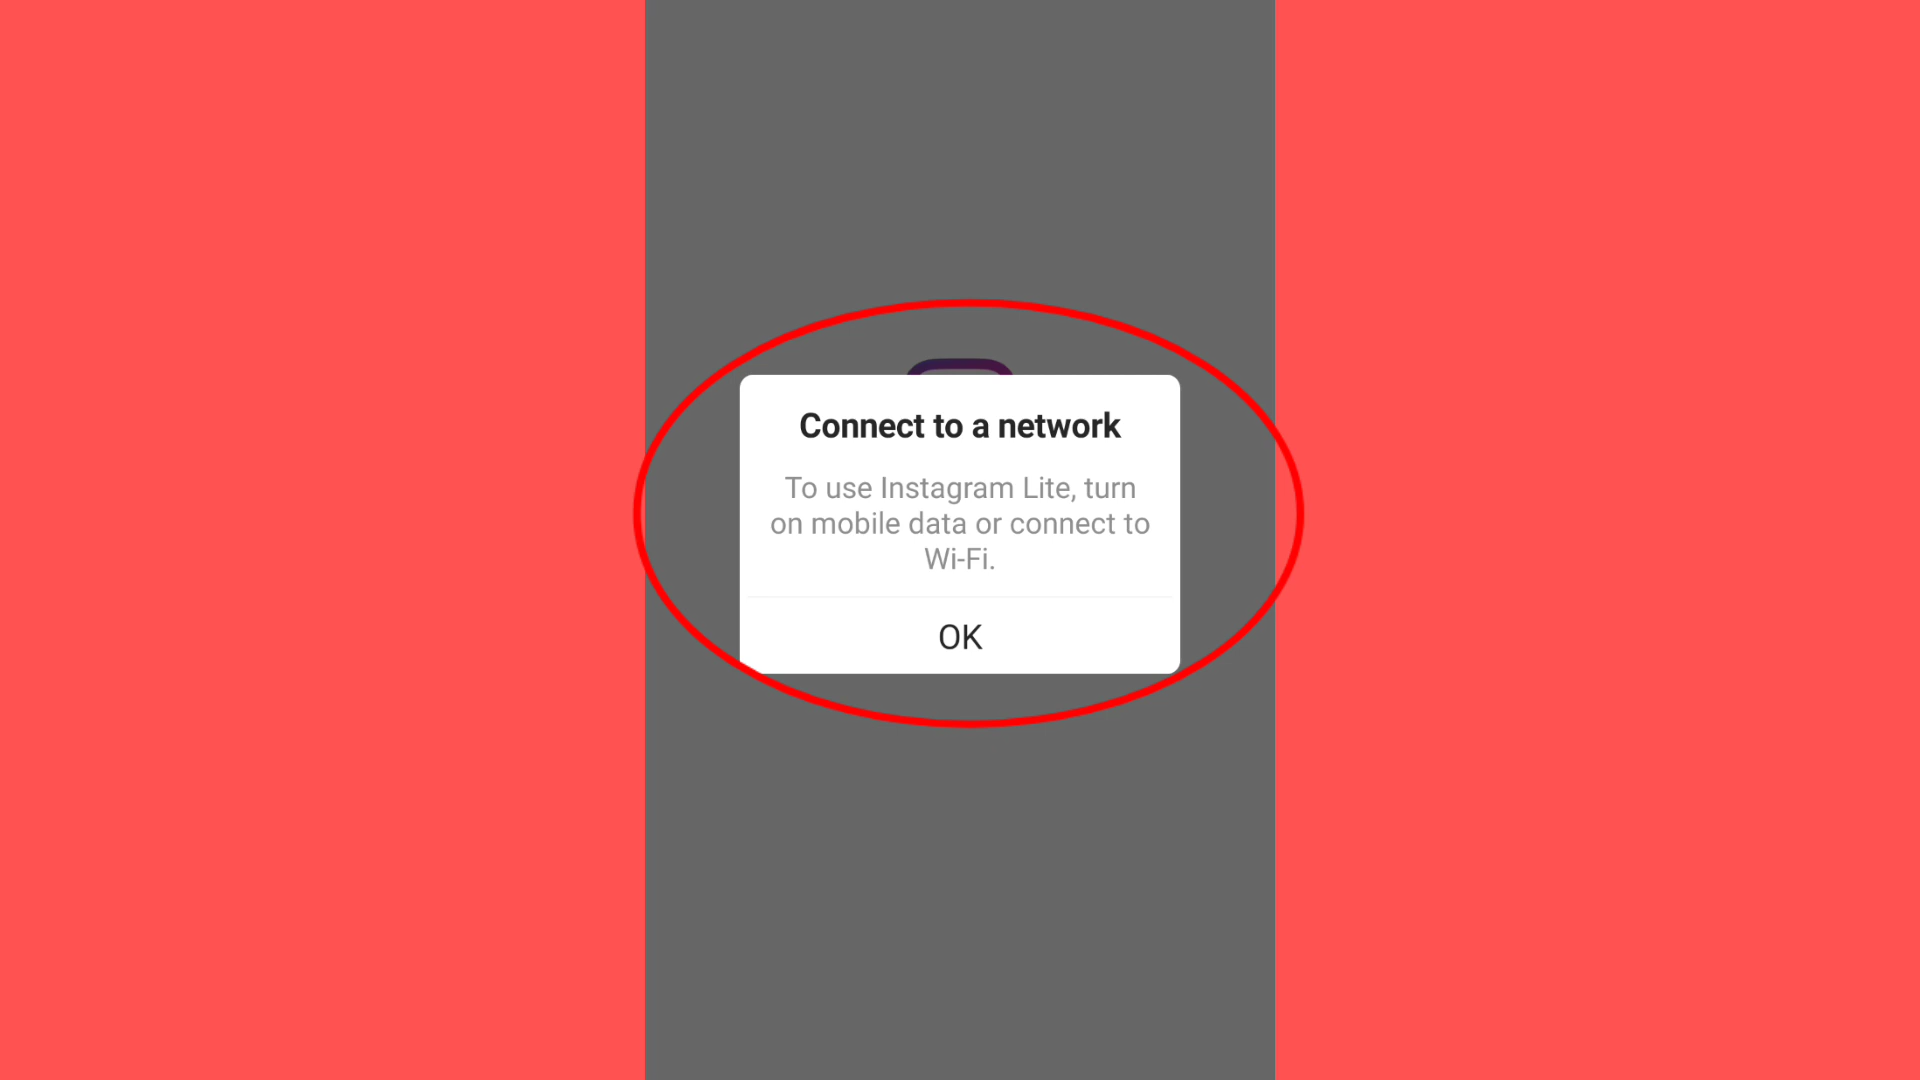 Connect to a network
To use Instagram Lite, turn
on mobile data or connect to
Wi-Fi.
OK